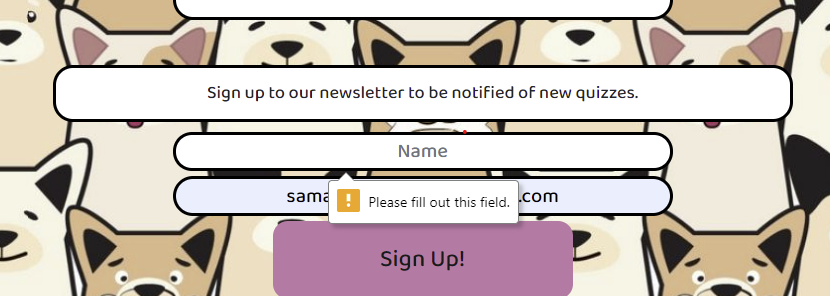 Sign up to our newsletter to be notified of new quizzes.
Name
sama .com
Please fill out this field.
Sign Up!